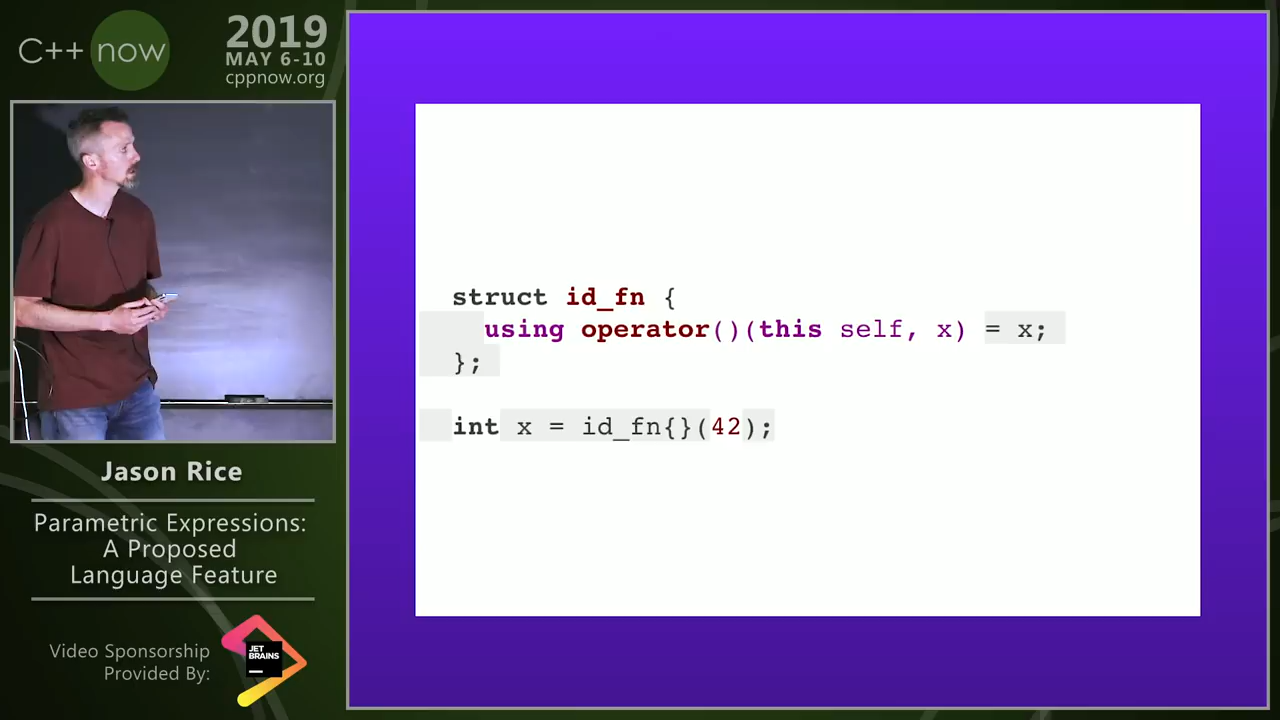 C++ now
2019
MAY 6-10
cppnow.org
struct id_fn {
using operator()(this self, x) = x;
};
int x = id_fn{}(42);
Jason Rice
Parametric Expressions:
A Proposed
Language Feature
Video Sponsorship
Provided By:
JET
BRAINS